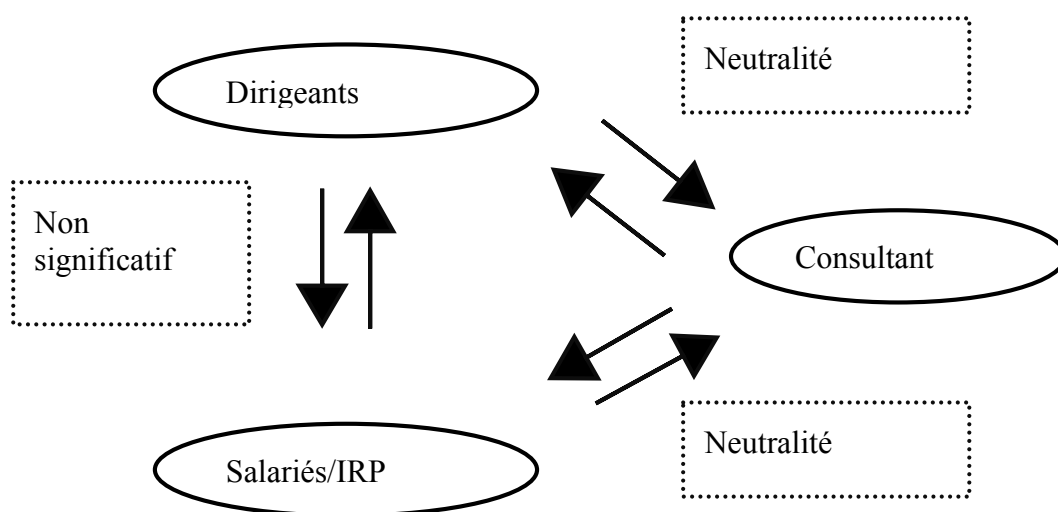 Neutralité
Dirigeants
Non
significatif
Consultant
Neutralité
Salariés/IRP